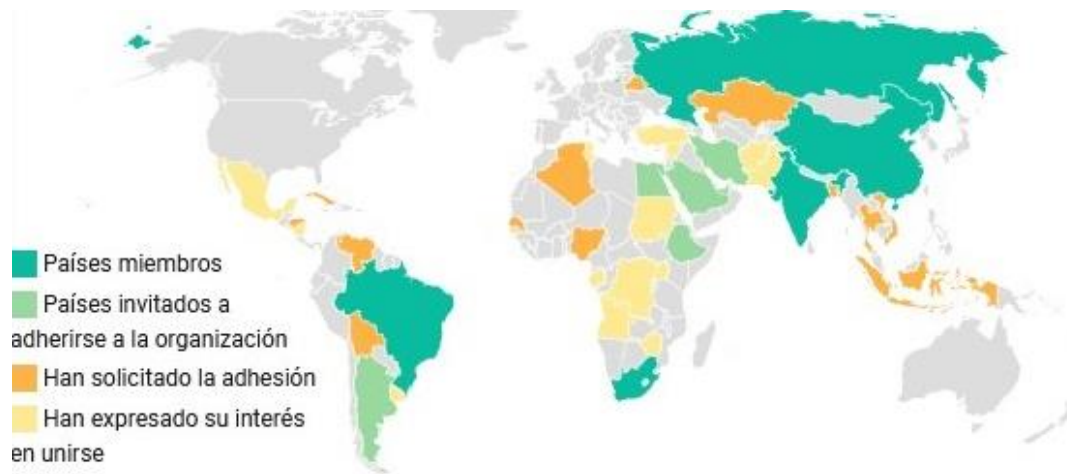 Países miembros
Países invitados a
adherirse a la organización
Han solicitado la adhesión
Han expresado su interés
en unirse